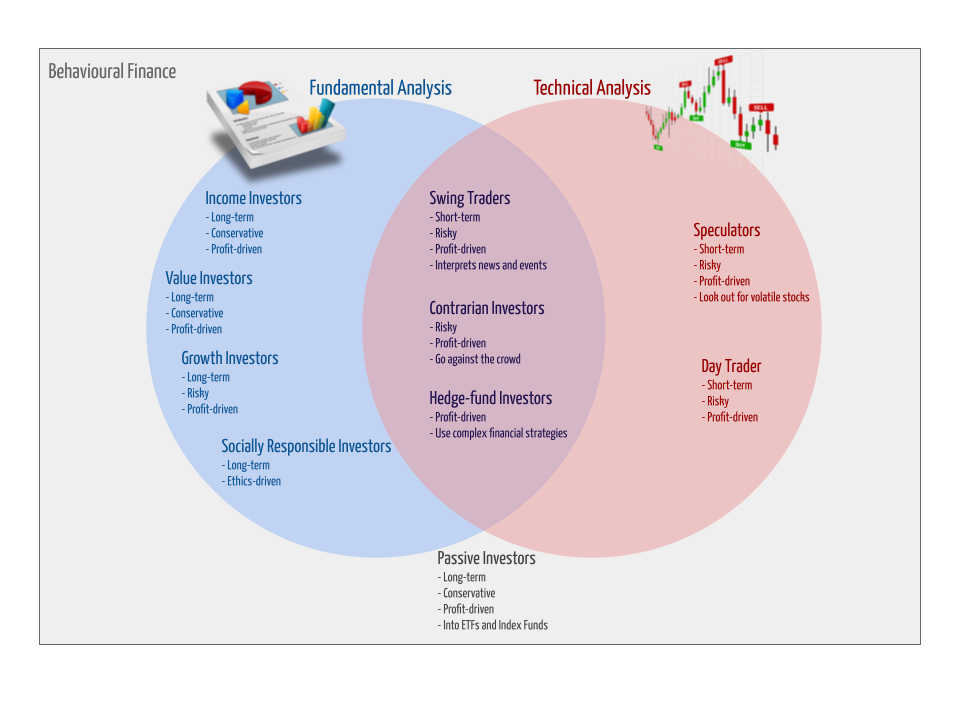 Behavioural Finance
Fundamental Analysis
Technical Analysis
SELL
SELL
SELL
BUY
Income Investors
- Long-term
- Conservative
- Profit-driven
Value Investors
- Long-term
- Conservative
- Profit-driven
Growth Investors
- Long-term
- Risky
- Profit-driven
Socially Responsible Investors
- Long-term
- Ethics-driven
Swing Traders
- Short-term
- Risky
- Profit-driven
- Interprets news and events
Contrarian Investors
- Risky
- Profit-driven
- Go against the crowd
Hedge-fund Investors
- Profit-driven
- Use complex financial strategies
Speculators
- Short-term
- Risky
- Profit-driven
- Look out for volatile stocks
Day Trader
- Short-term
- Risky
- Profit-driven
Passive Investors
- Long-term
- Conservative
- Profit-driven
- Into ETFs and Index Funds